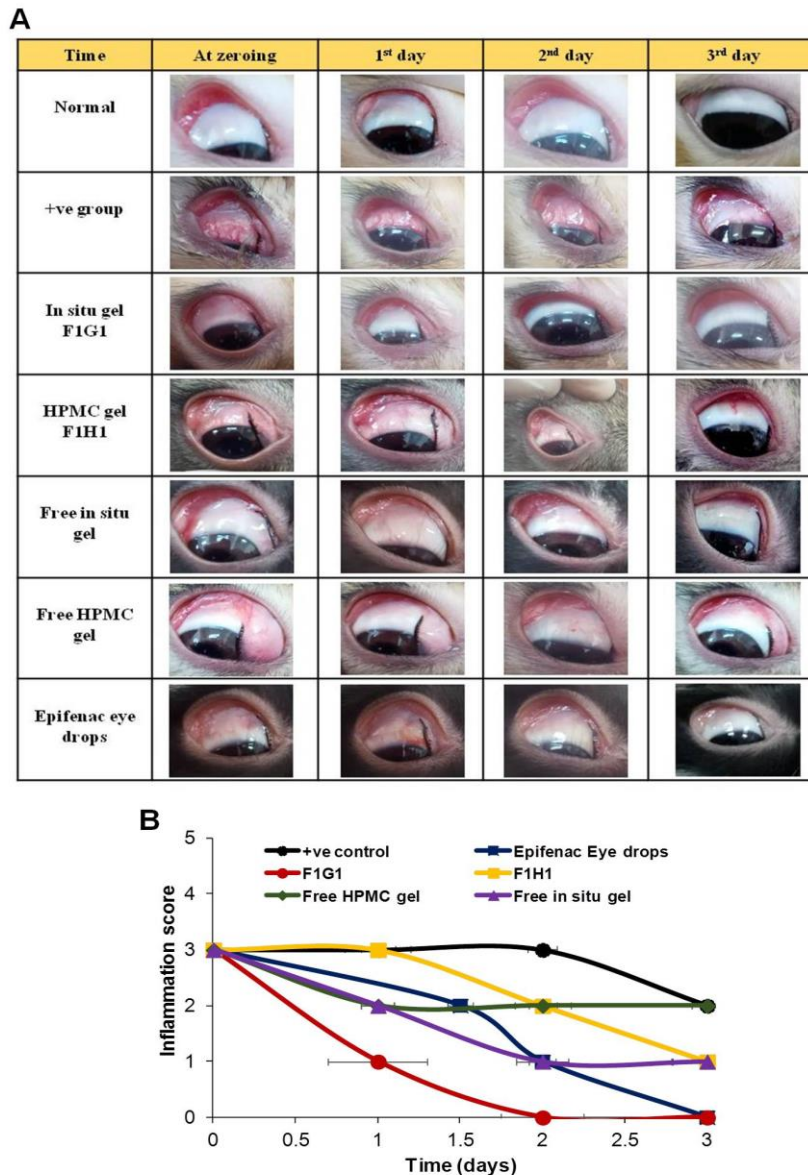 A
Time At zeroing 1st day 2nd day 3rd day
Normal
+ve group
In situ gel
F1G1
HPMC gel
F1H1
Free in situ
gel
Free HPMC
gel
Epifenac eye
drops
B
5
+ve control Epifenac Eye drops
F1G1 F1H1
Free HPMC gel Free in situ gel
4
3
2
1
0
Inflammation score
0 0.5 1 1.5 2 2.5 3
Time (days)